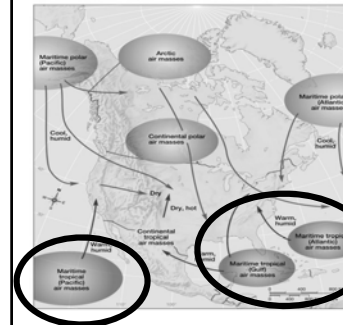 Maritime polar
(Pacific)
air masses
Arctic
air masses
Maritime polar
(Atlantic)
air masses
Continental polar
air masses
Cool,
humid
Cool,
humid
Dry
Dry, hot
Continental
tropical
air masses
Warm,
humid
Warm,
humid
Warm,
humid
Maritime tropical
(Atlantic)
air masses
Maritime tropical
(Gulf)
air masses
Maritime
tropical
(Pacific)
air masses